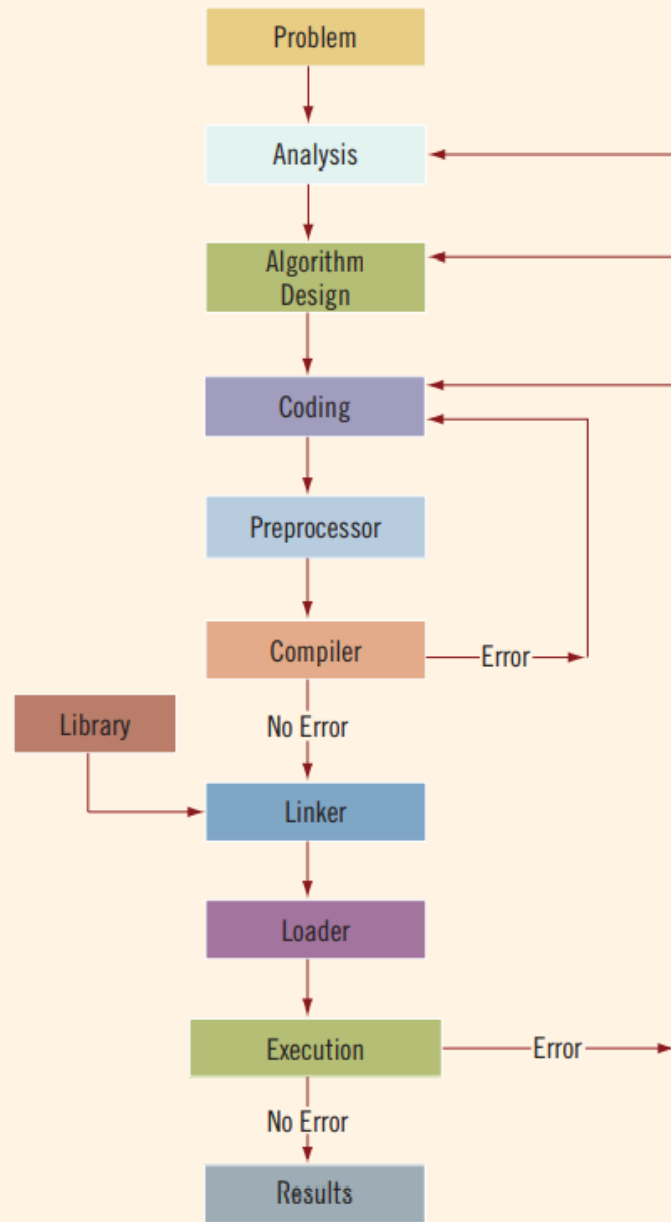 Problem
Analysis
Algorithm
Design
Coding
Preprocessor
Compiler
Error
No Error
Library
Linker
Loader
Execution
Error
No Error
Results